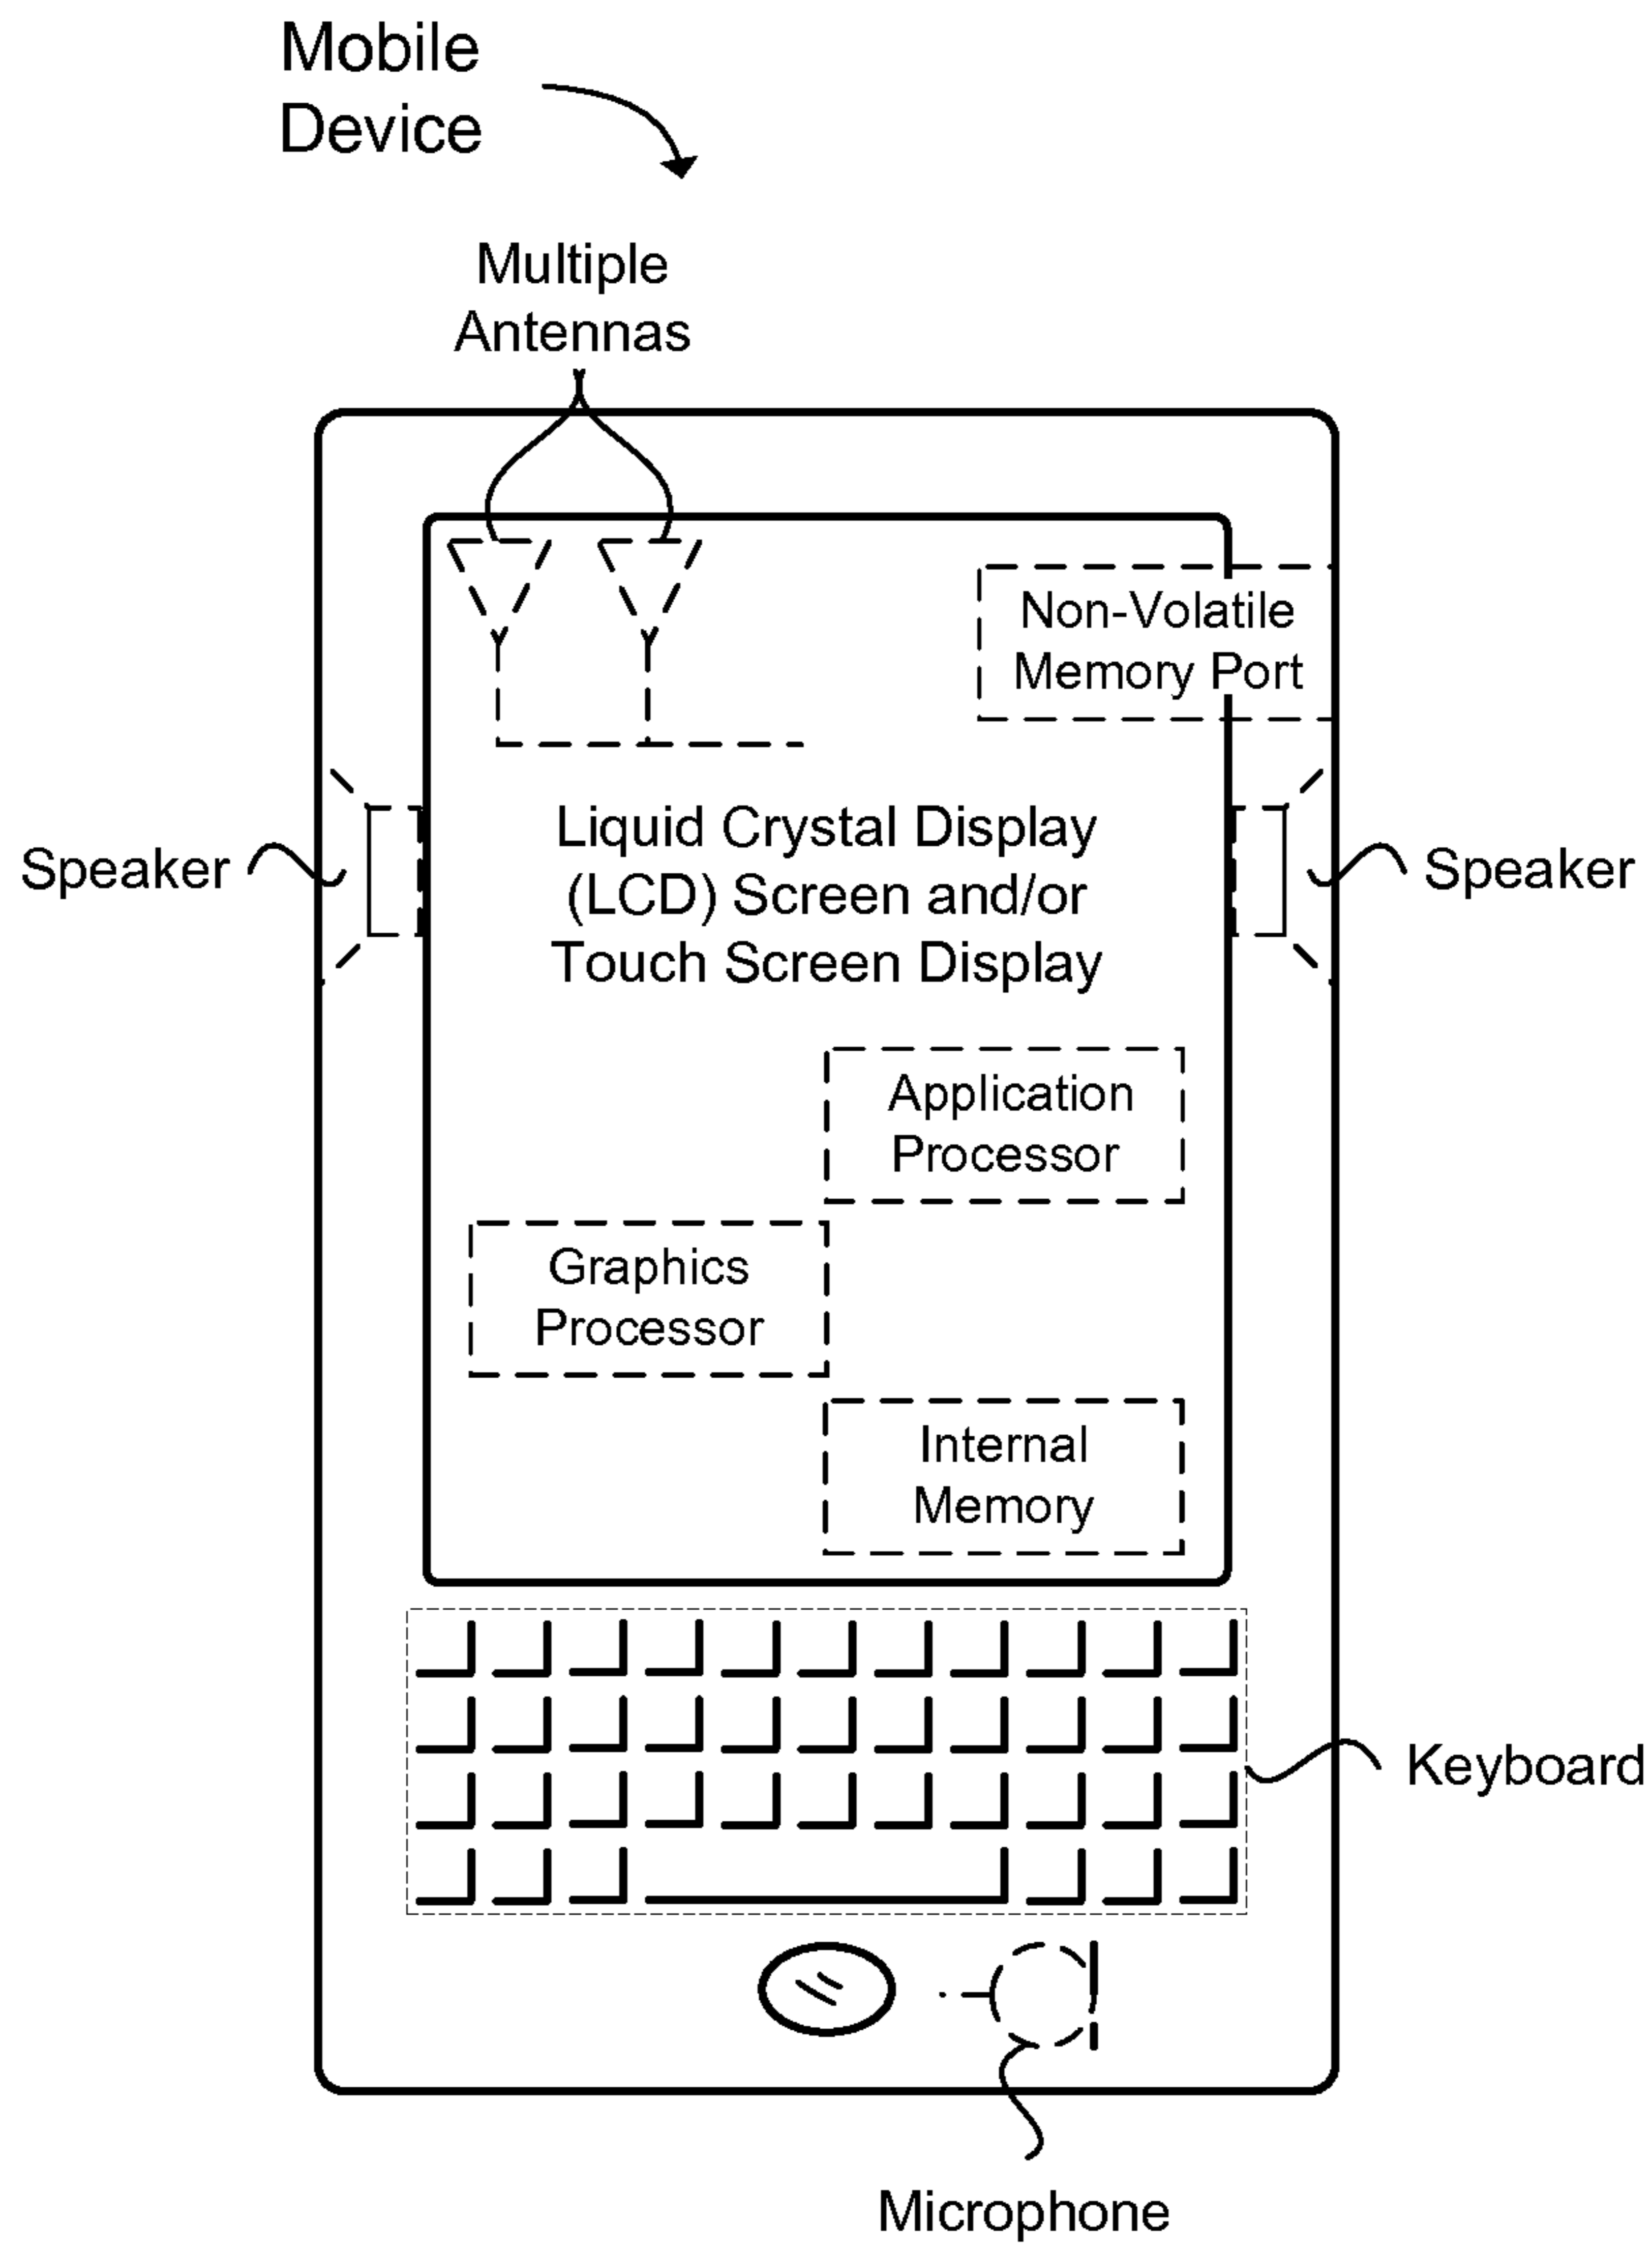 Mobile
Device
Multiple
Antennas
Non-Volatile
Memory Port
Speaker
Liquid Crystal Display
(LCD) Screen and/or
Touch Screen Display
Speaker
Application
Processor
Graphics
Processor
Internal
Memory
Keyboard
Microphone